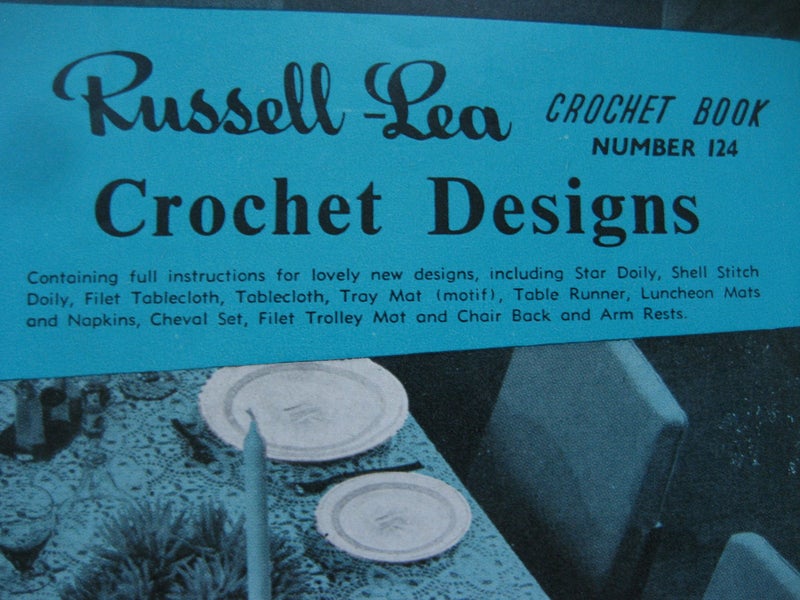 Russell-Lea CROCHET BOOK
NUMBER 124
Crochet Designs
Containing full instructions for lovely new designs, including Star Doily, Shell Stitch
Doily, Filet Tablecloth, Tablecloth, Tray Mat (motif), Table Runner, Luncheon Mats
and Napkins, Cheval Set, Filet Trolley Mat and Chair Back and Arm Rests.